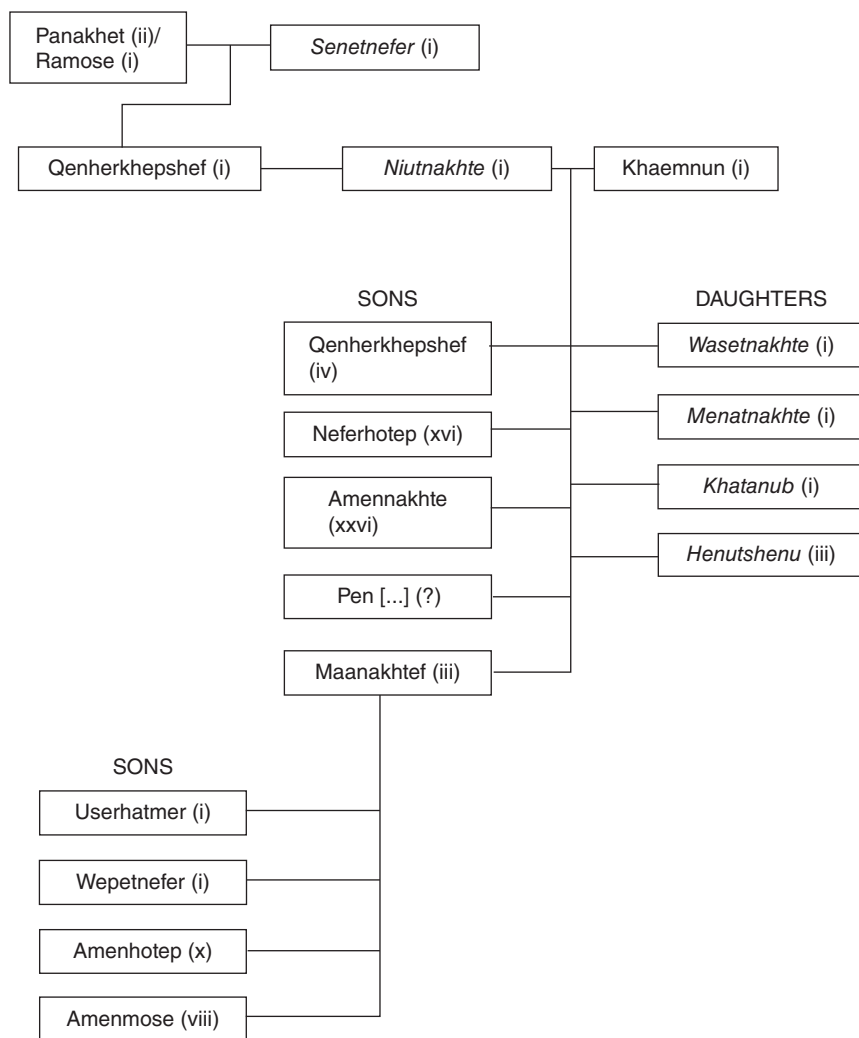 Panakhet (ii)/
Ramose (i)
Senetnefer (i)
Qenherkhepshef (i)
Niutnakhte (i)
Khaemnun (i)
SONS
DAUGHTERS
Qenherkhepshef
(iv)
Wasetnakhte (i)
Neferhotep (xvi)
Menatnakhte (i)
Amennakhte
(xxvi)
Khatanub (i)
Henutshenu (iii)
Pen [...] (?)
Maanakhtef (iii)
SONS
Userhatmer (i)
Wepetnefer (i)
Amenhotep (x)
Amenmose (viii)